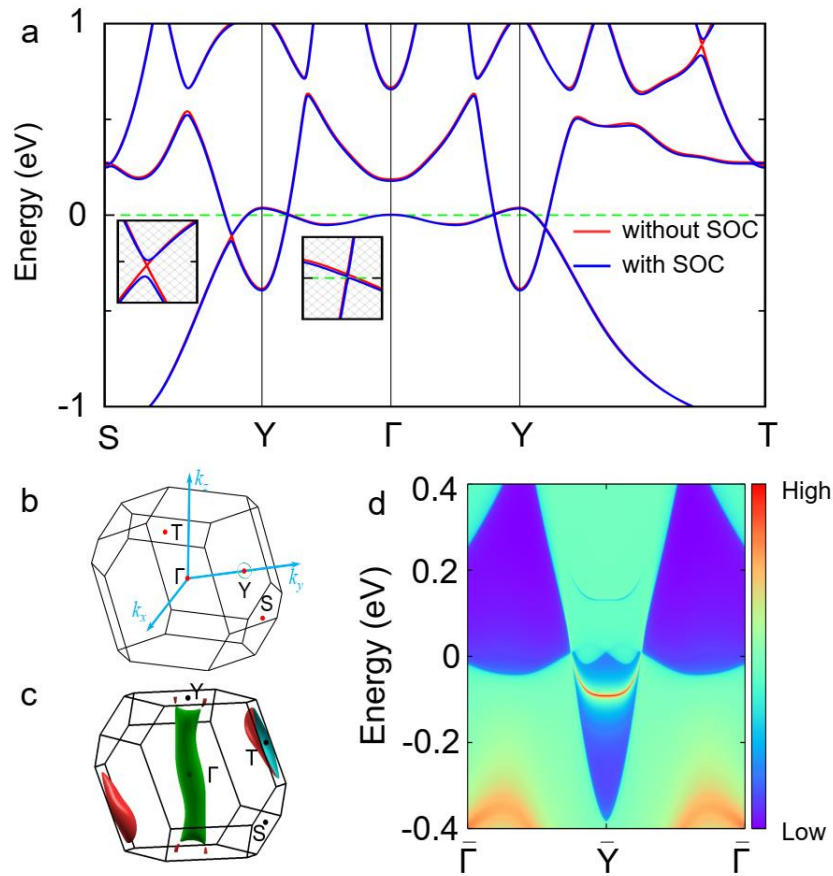 a
Energy (eV)
1
0
-1
without SOC
with SOC
S Y Γ Y T
b
k_z
T
Γ
k_y
Y
S
k_x
c
Y
T
Γ
S
d
Energy (eV)
0.4
0.2
0
-0.2
-0.4
Γ̄ Ȳ Γ̄
High
Low